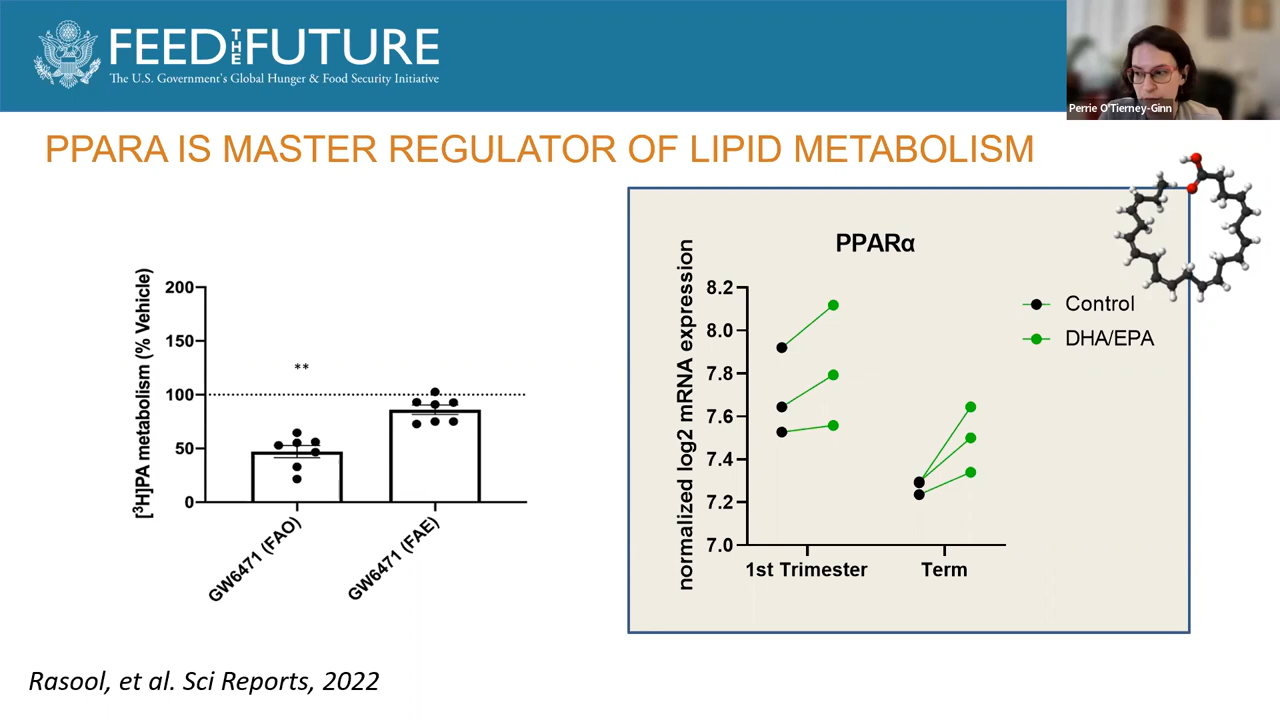 FEED THE FUTURE
The U.S. Government's Global Hunger & Food Security Initiative
Perrie O'Tierney-Ginn
PPARA IS MASTER REGULATOR OF LIPID METABOLISM
[³H]PA metabolism (% Vehicle)
200
150
100
50
0
**
GW6471 (FAO)
GW6471 (FAE)
PPARα
normalized log2 mRNA expression
8.2
8.0
7.8
7.6
7.4
7.2
7.0
1st Trimester
Term
Control
DHA/EPA
Rasool, et al. Sci Reports, 2022